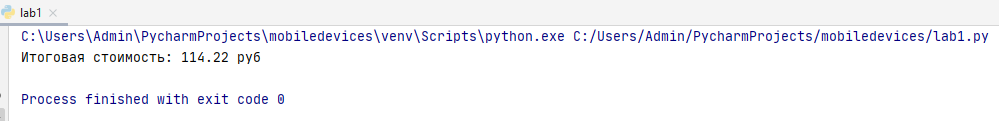 lab1
C:\Users\Admin\PycharmProjects\mobiledevices\venv\Scripts\python.exe C:/Users/Admin/PycharmProjects/mobiledevices/lab1.py
Итоговая стоимость: 114.22 руб
Process finished with exit code 0